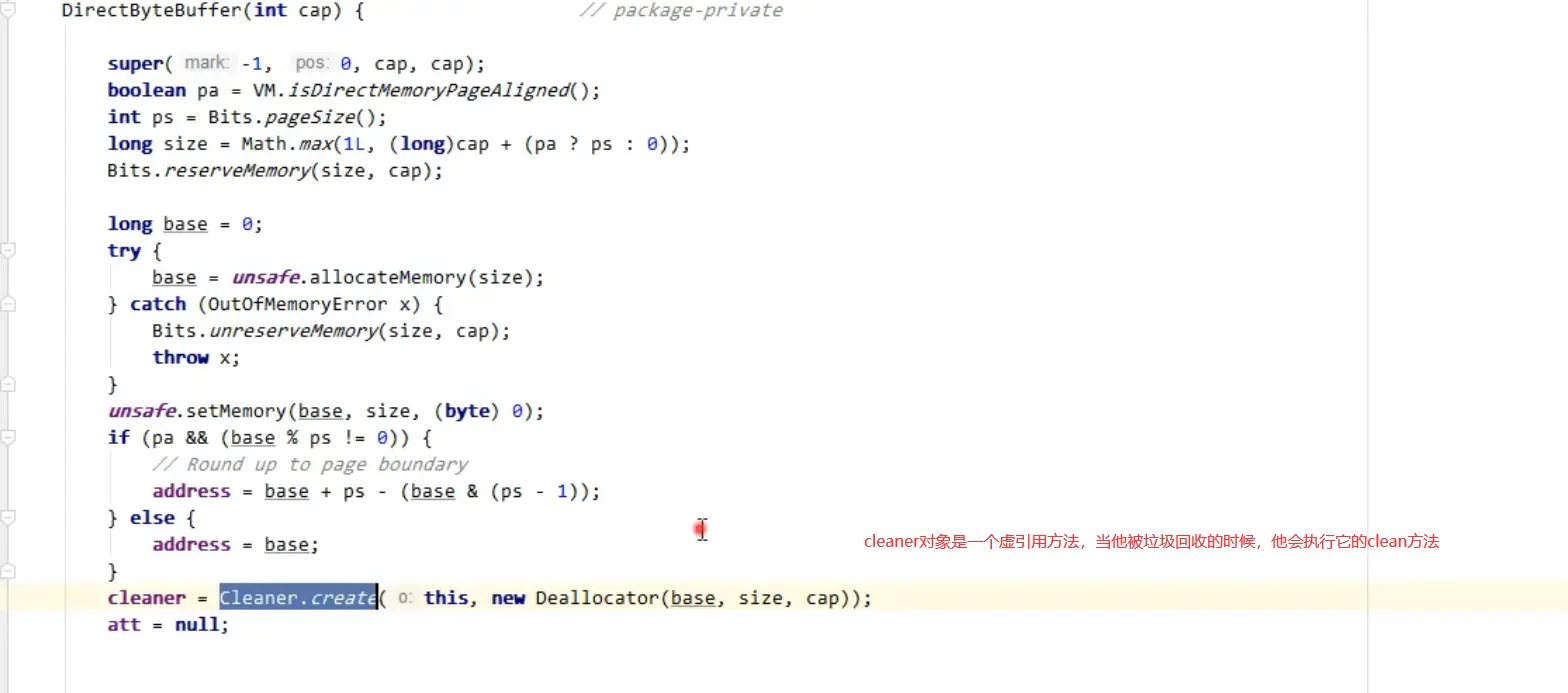 DirectByteBuffer(int cap) {                   // package-private
super( mark: -1,  pos: 0, cap, cap);
boolean pa = VM.isDirectMemoryPageAligned();
int ps = Bits.pageSize();
long size = Math.max(1L, (long)cap + (pa ? ps : 0));
Bits.reserveMemory(size, cap);
long base = 0;
try {
base = unsafe.allocateMemory(size);
} catch (OutOfMemoryError x) {
Bits.unreserveMemory(size, cap);
throw x;
}
unsafe.setMemory(base, size, (byte) 0);
if (pa && (base % ps != 0)) {
// Round up to page boundary
address = base + ps - (base & (ps - 1));
} else {
address = base;
}
cleaner对象是一个虚引用方法，当他被垃圾回收的时候，他会执行它的clean方法
cleaner = Cleaner.create( o: this, new Deallocator(base, size, cap));
att = null;